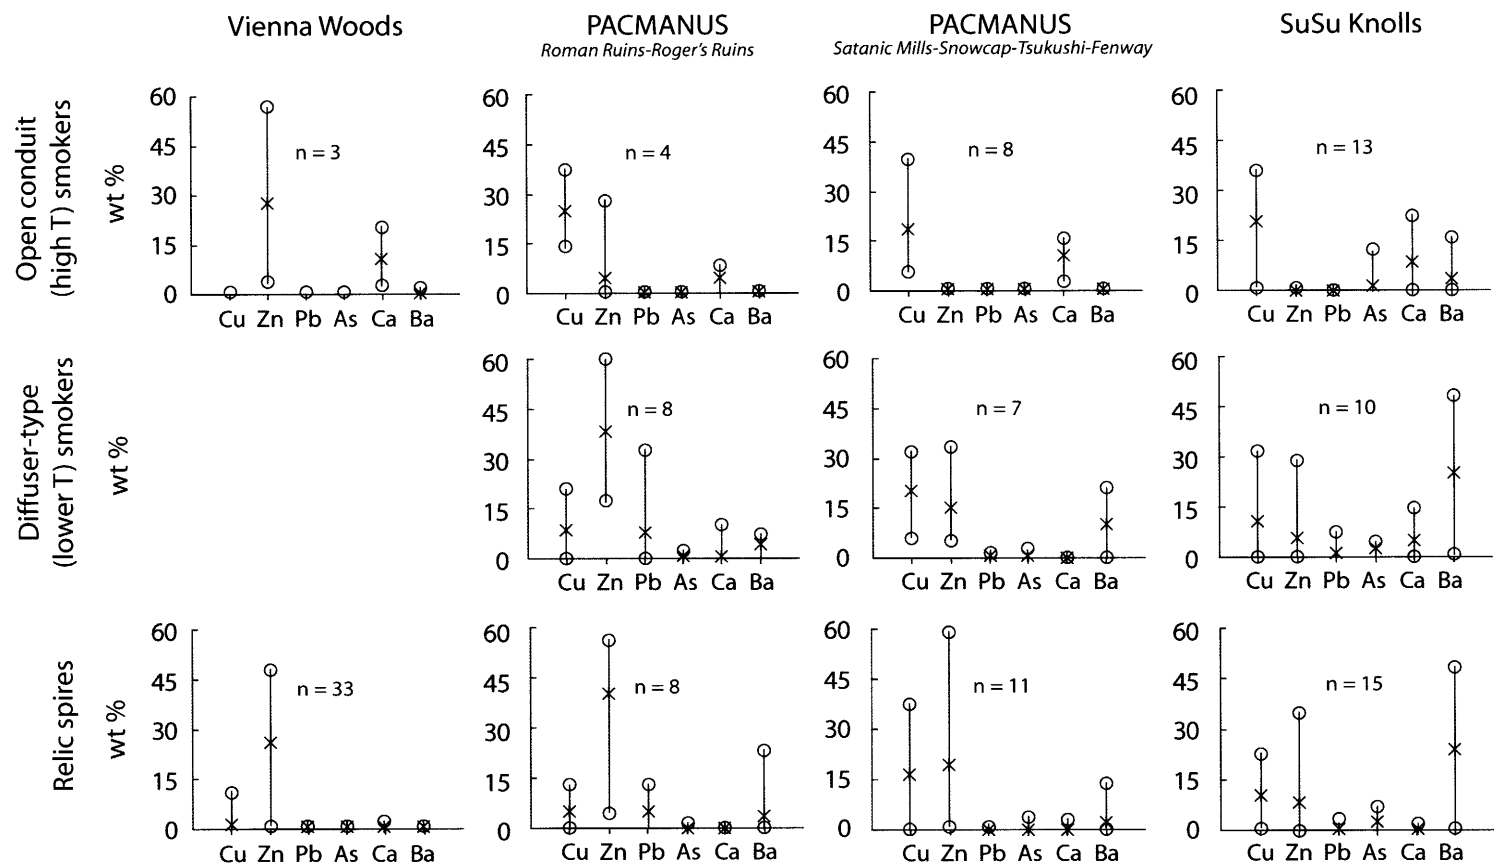 Vienna Woods
PACMANUS
Roman Ruins-Roger's Ruins
PACMANUS
Satanic Mills-Snowcap-Tsukushi-Fenway
SuSu Knolls
Open conduit
(high T) smokers
wt %
60
45
30
15
0
n = 3
Cu Zn Pb As Ca Ba
60
45
30
15
0
n = 4
Cu Zn Pb As Ca Ba
60
45
30
15
0
n = 8
Cu Zn Pb As Ca Ba
60
45
30
15
0
n = 13
Cu Zn Pb As Ca Ba
Diffuser-type
(lower T) smokers
wt %
60
45
30
15
0
n = 8
Cu Zn Pb As Ca Ba
60
45
30
15
0
n = 7
Cu Zn Pb As Ca Ba
60
45
30
15
0
n = 10
Cu Zn Pb As Ca Ba
Relic spires
wt %
60
45
30
15
0
n = 33
Cu Zn Pb As Ca Ba
60
45
30
15
0
n = 8
Cu Zn Pb As Ca Ba
60
45
30
15
0
n = 11
Cu Zn Pb As Ca Ba
60
45
30
15
0
n = 15
Cu Zn Pb As Ca Ba